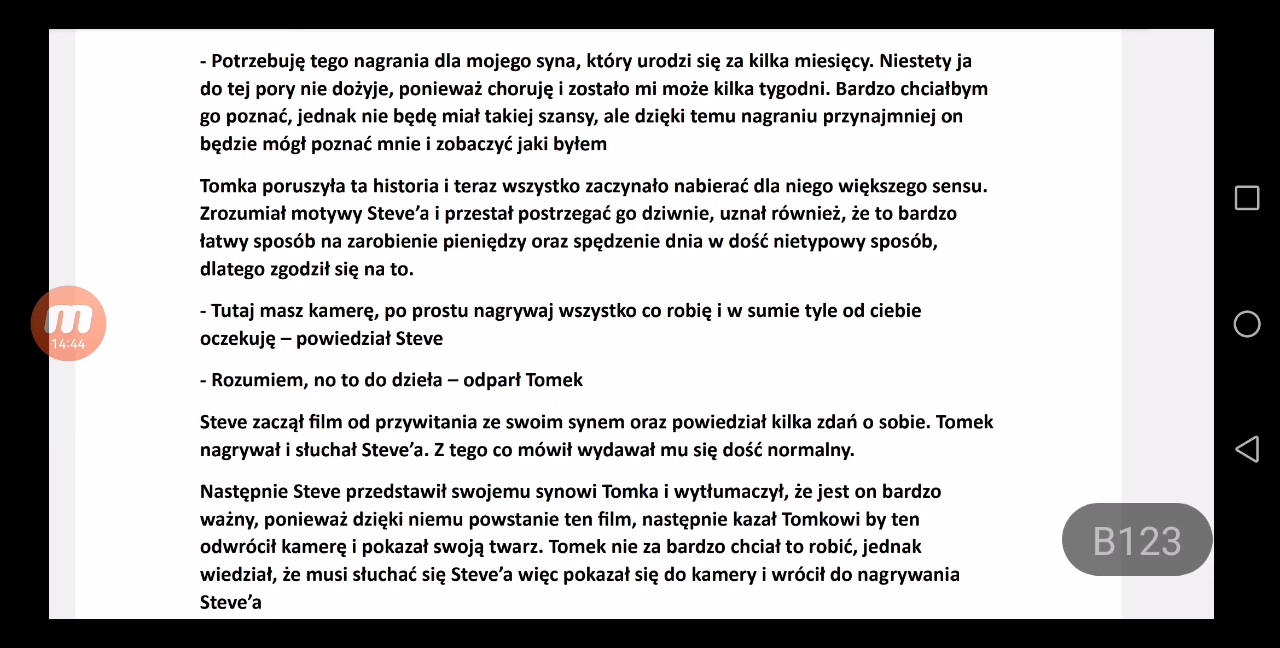 - Potrzebuję tego nagrania dla mojego syna, który urodzi się za kilka miesięcy. Niestety ja
do tej pory nie dożyje, ponieważ choruję i zostało mi może kilka tygodni. Bardzo chciałbym
go poznać, jednak nie będę miał takiej szansy, ale dzięki temu nagraniu przynajmniej on
będzie mógł poznać mnie i zobaczyć jaki byłem
Tomka poruszyła ta historia i teraz wszystko zaczynało nabierać dla niego większego sensu.
Zrozumiał motywy Steve’a i przestał postrzegać go dziwnie, uznał również, że to bardzo
łatwy sposób na zarobienie pieniędzy oraz spędzenie dnia w dość nietypowy sposób,
dlatego zgodził się na to.
- Tutaj masz kamerę, po prostu nagrywaj wszystko co robię i w sumie tyle od ciebie
oczekuję – powiedział Steve
- Rozumiem, no to do dzieła – odparł Tomek
Steve zaczął film od przywitania ze swoim synem oraz powiedział kilka zdań o sobie. Tomek
nagrywał i słuchał Steve’a. Z tego co mówił wydawał mu się dość normalny.
Następnie Steve przedstawił swojemu synowi Tomka i wytłumaczył, że jest on bardzo
ważny, ponieważ dzięki niemu powstanie ten film, następnie kazał Tomkowi by ten
odwrócił kamerę i pokazał swoją twarz. Tomek nie za bardzo chciał to robić, jednak
wiedział, że musi słuchać się Steve’a więc pokazał się do kamery i wrócił do nagrywania
Steve’a
m
14:44
B123